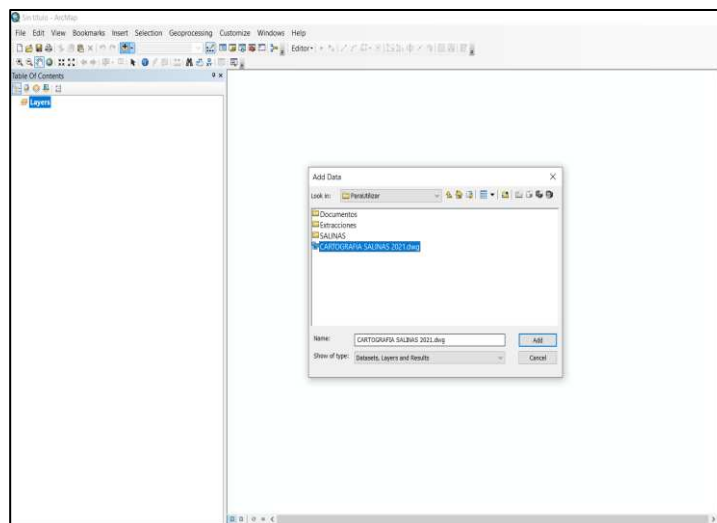 Sin título - ArcMap
File Edit View Bookmarks Insert Selection Geoprocessing Customize Windows Help
Editor
Table Of Contents
Layers
Add Data
Look in: ParaUtilizar
Documentos
Extracciones
SALINAS
CARTOGRAFIA SALINAS 2021.dwg
Name: CARTOGRAFIA SALINAS 2021.dwg Add
Show of type: Datasets, Layers and Results Cancel